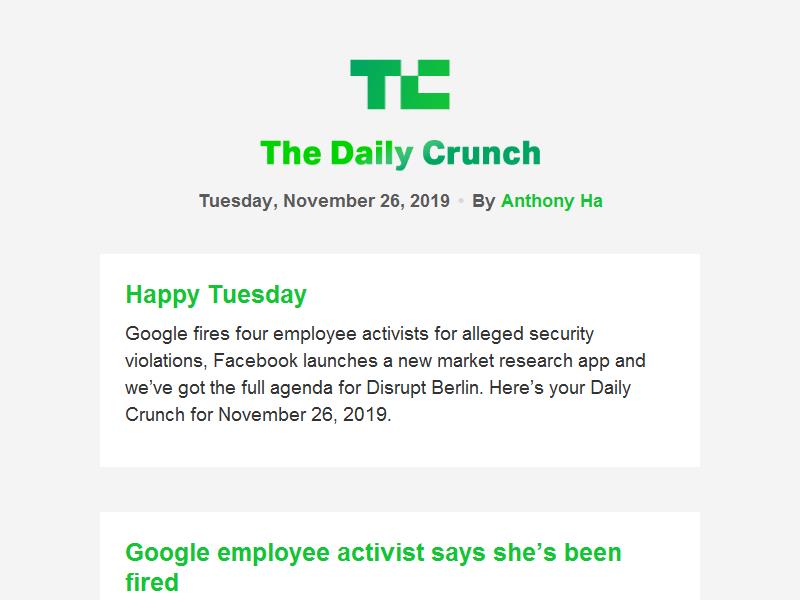 TC
The Daily Crunch
Tuesday, November 26, 2019 • By Anthony Ha
Happy Tuesday
Google fires four employee activists for alleged security
violations, Facebook launches a new market research app and
we’ve got the full agenda for Disrupt Berlin. Here’s your Daily
Crunch for November 26, 2019.
Google employee activist says she’s been
fired